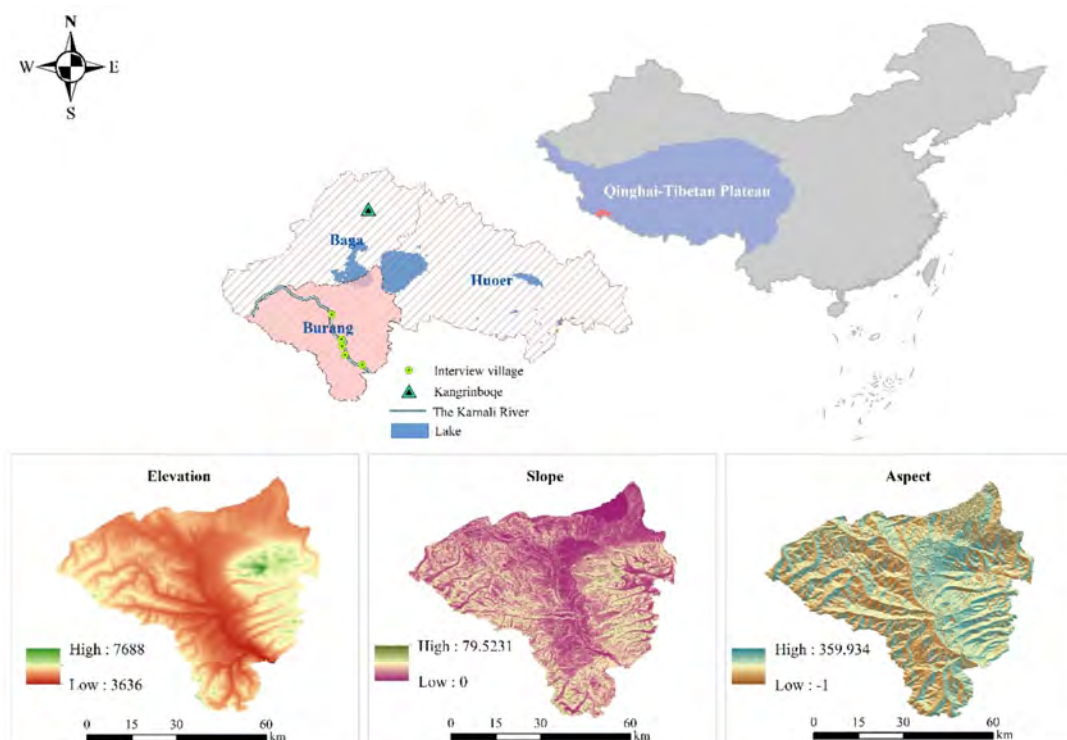 N
W E
S
Qinghai-Tibetan Plateau
Baga
Huoer
Burang
Interview village
Kangrinboqe
The Karnali River
Lake
Elevation
High : 7688
Low : 3636
0 15 30 60
km
Slope
High : 79.5231
Low : 0
0 15 30 60
km
Aspect
High : 359.934
Low : -1
0 15 30 60
km